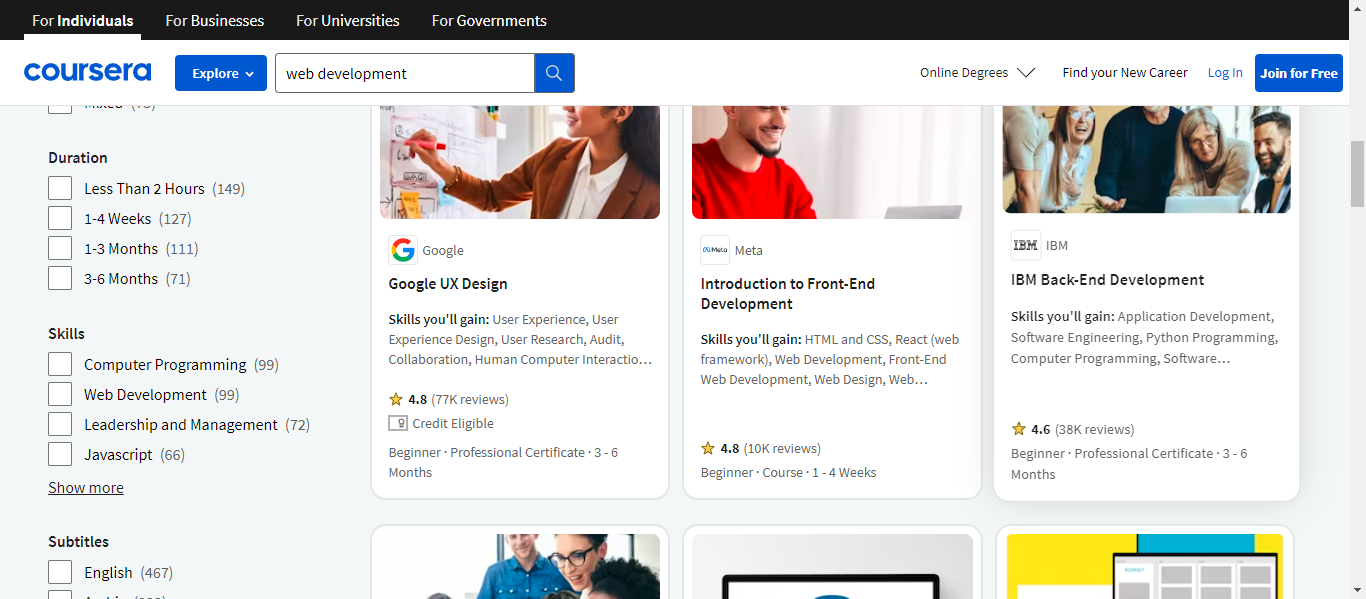 For Individuals
For Businesses
For Universities
For Governments
coursera
Explore
web development
Online Degrees
Find your New Career
Log In
Join for Free
Duration
Less Than 2 Hours (149)
1-4 Weeks (127)
1-3 Months (111)
3-6 Months (71)
Skills
Computer Programming (99)
Web Development (99)
Leadership and Management (72)
Javascript (66)
Show more
Subtitles
English (467)
Google
Google UX Design
Skills you'll gain: User Experience, User
Experience Design, User Research, Audit,
Collaboration, Human Computer Interactio…
4.8 (77K reviews)
Credit Eligible
Beginner · Professional Certificate · 3 - 6
Months
Meta
Meta
Introduction to Front-End
Development
Skills you'll gain: HTML and CSS, React (web
framework), Web Development, Front-End
Web Development, Web Design, Web…
4.8 (10K reviews)
Beginner · Course · 1 - 4 Weeks
IBM
IBM
IBM Back-End Development
Skills you'll gain: Application Development,
Software Engineering, Python Programming,
Computer Programming, Software…
4.6 (38K reviews)
Beginner · Professional Certificate · 3 - 6
Months